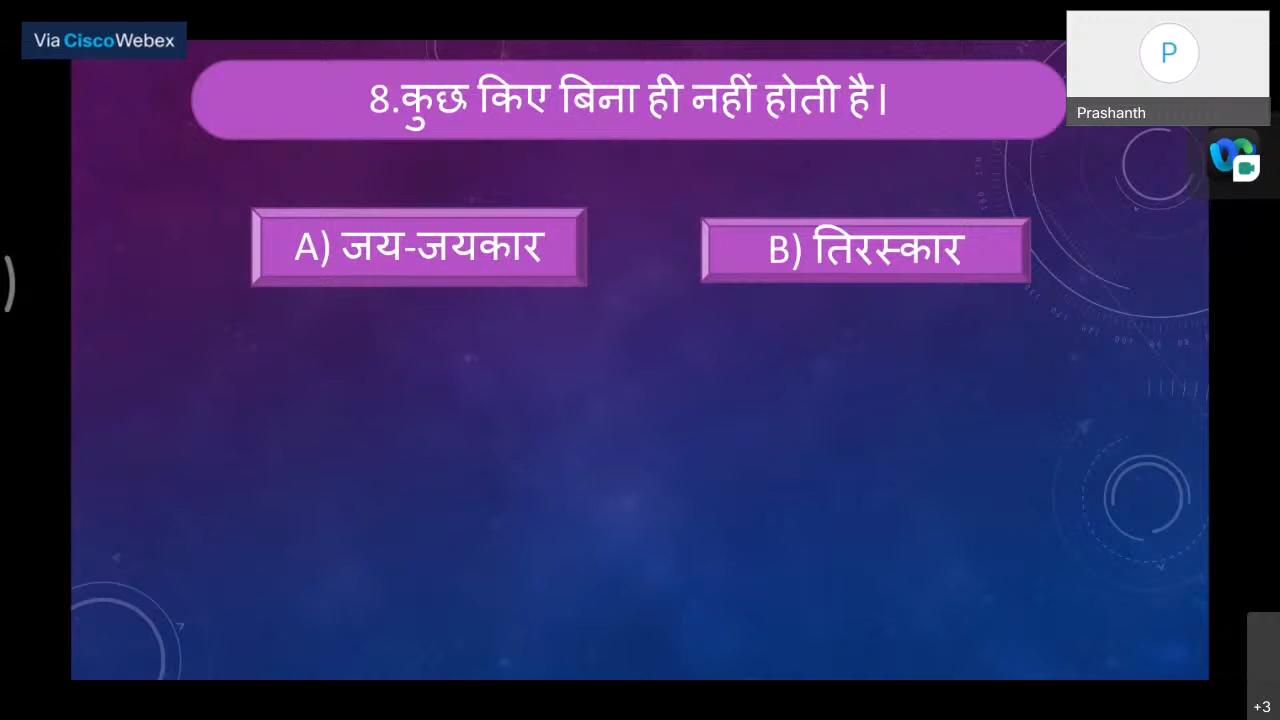 Via CiscoWebex
P
Prashanth
8.कुछ किए बिना ही नहीं होती है।
A) जय-जयकार
B) तिरस्कार
+3